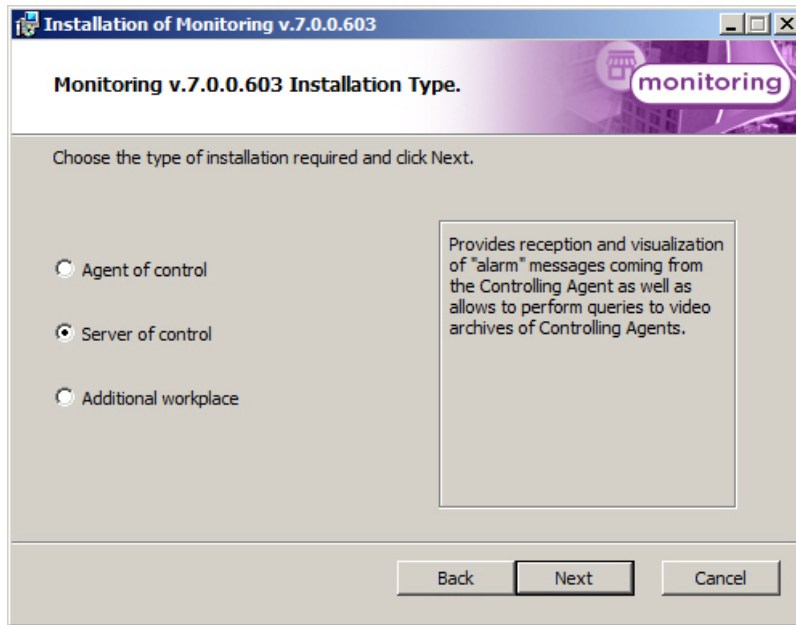 Installation of Monitoring v.7.0.0.603
Monitoring v.7.0.0.603 Installation Type.
monitoring
Choose the type of installation required and click Next.
Agent of control
Server of control
Additional workplace
Provides reception and visualization
of "alarm" messages coming from
the Controlling Agent as well as
allows to perform queries to video
archives of Controlling Agents.
Back
Next
Cancel